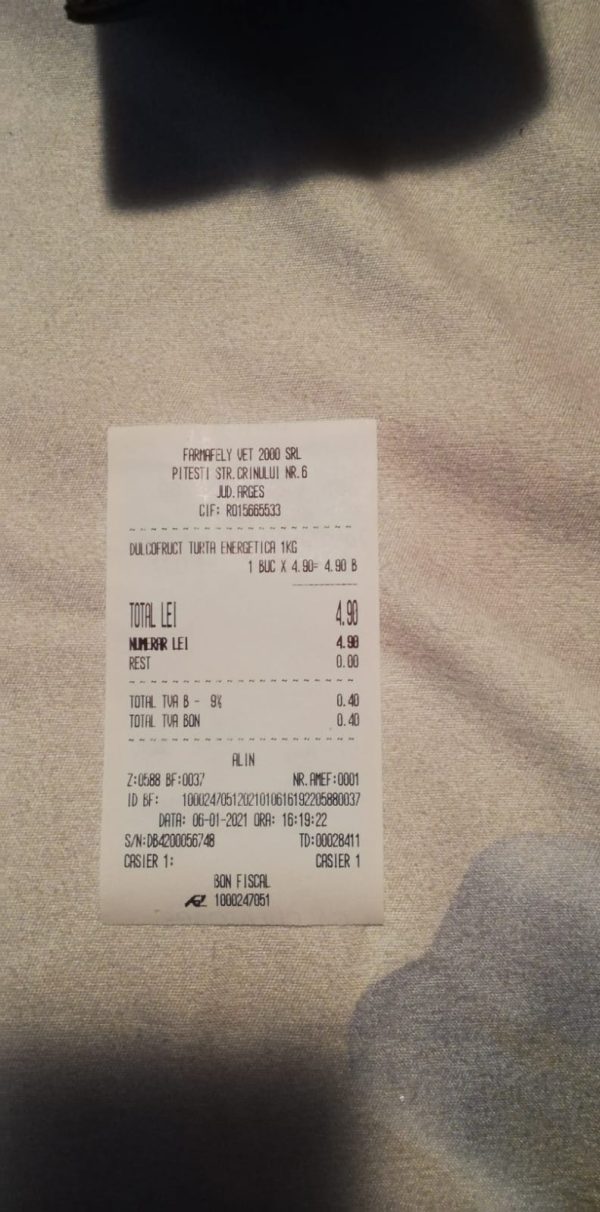 FARMAFELY VET 2000 SRL
PITESTI STR.CRINULUI NR.6
JUD.ARGES
CIF: RO15665533
DULCOFRUCT TURTA ENERGETICA 1KG
1 BUC X 4.90= 4.90 B
TOTAL LEI 4.90
NUMERAR LEI 4.90
REST 0.00
TOTAL TVA B - 9% 0.40
TOTAL TVA BON 0.40
ALIN
Z:0588 BF:0037 NR.AMEF:0001
ID BF: 10002470512021010616192205880037
DATA: 06-01-2021 ORA: 16:19:22
S/N:DB4200056748 TD:00028411
CASIER 1: CASIER 1
BON FISCAL
1000247051